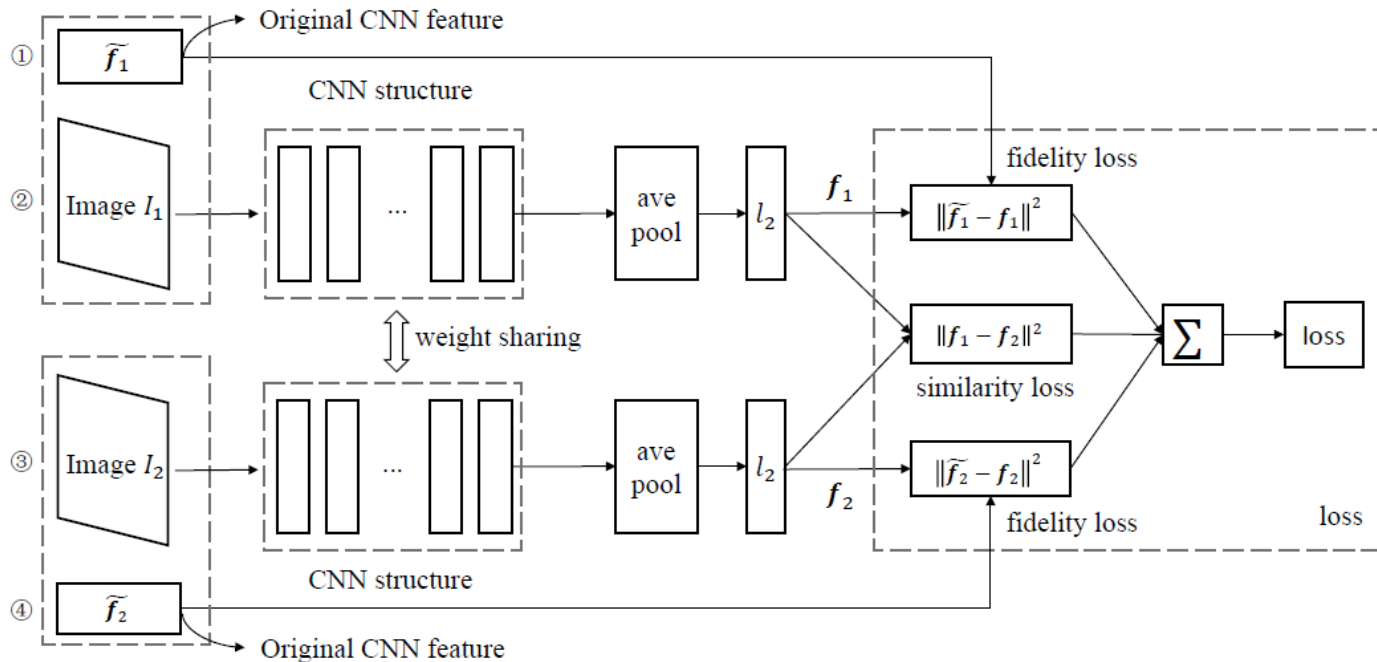 Original CNN feature
① f̃₁
CNN structure
② Image I₁
...
ave
pool
l₂
f₁
fidelity loss
‖f̃₁ − f₁‖²
weight sharing
‖f₁ − f₂‖²
similarity loss
∑
loss
③ Image I₂
...
ave
pool
l₂
f₂
‖f̃₂ − f₂‖²
fidelity loss
loss
CNN structure
④ f̃₂
Original CNN feature